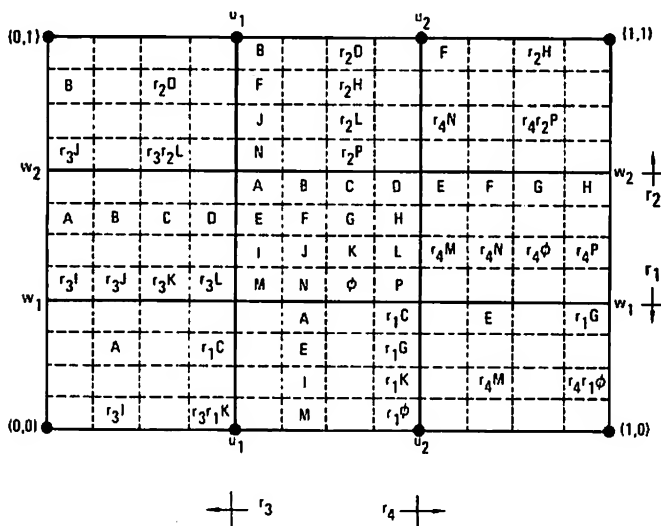 u₁ u₂
(0,1) B r₂D F r₂H (1,1)
B r₂D F r₂H
J r₂L r₄N r₄r₂P
r₃J r₃r₂L N r₂P
w₂ w₂
A B C D E F G H
r₂
A B C D E F G H
I J K L r₄M r₄N r₄ϕ r₄P
r₁
r₃I r₃J r₃K r₃L M N ϕ P
w₁ w₁
A r₁C E r₁G
A r₁C E r₁G
I r₁K r₄M r₄r₁ϕ
r₃I r₃r₁K M r₁ϕ
(0,0) u₁ u₂ (1,0)
r₃ r₄